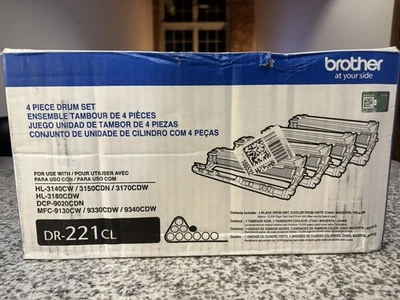 brother
at your side
4 PIECE DRUM SET
ENSEMBLE TAMBOUR DE 4 PIÈCES
JUEGO UNIDAD DE TAMBOR DE 4 PIEZAS
CONJUNTO DE UNIDADE DE CILINDRO COM 4 PEÇAS
FOR USE WITH / POUR UTILISER AVEC
PARA USO CON / PARA USO COM
HL-3140CW / 3150CDN / 3170CDW
HL-3180CDW
DCP-9020CDN
MFC-9130CW / 9330CDW / 9340CDW
DR-221CL